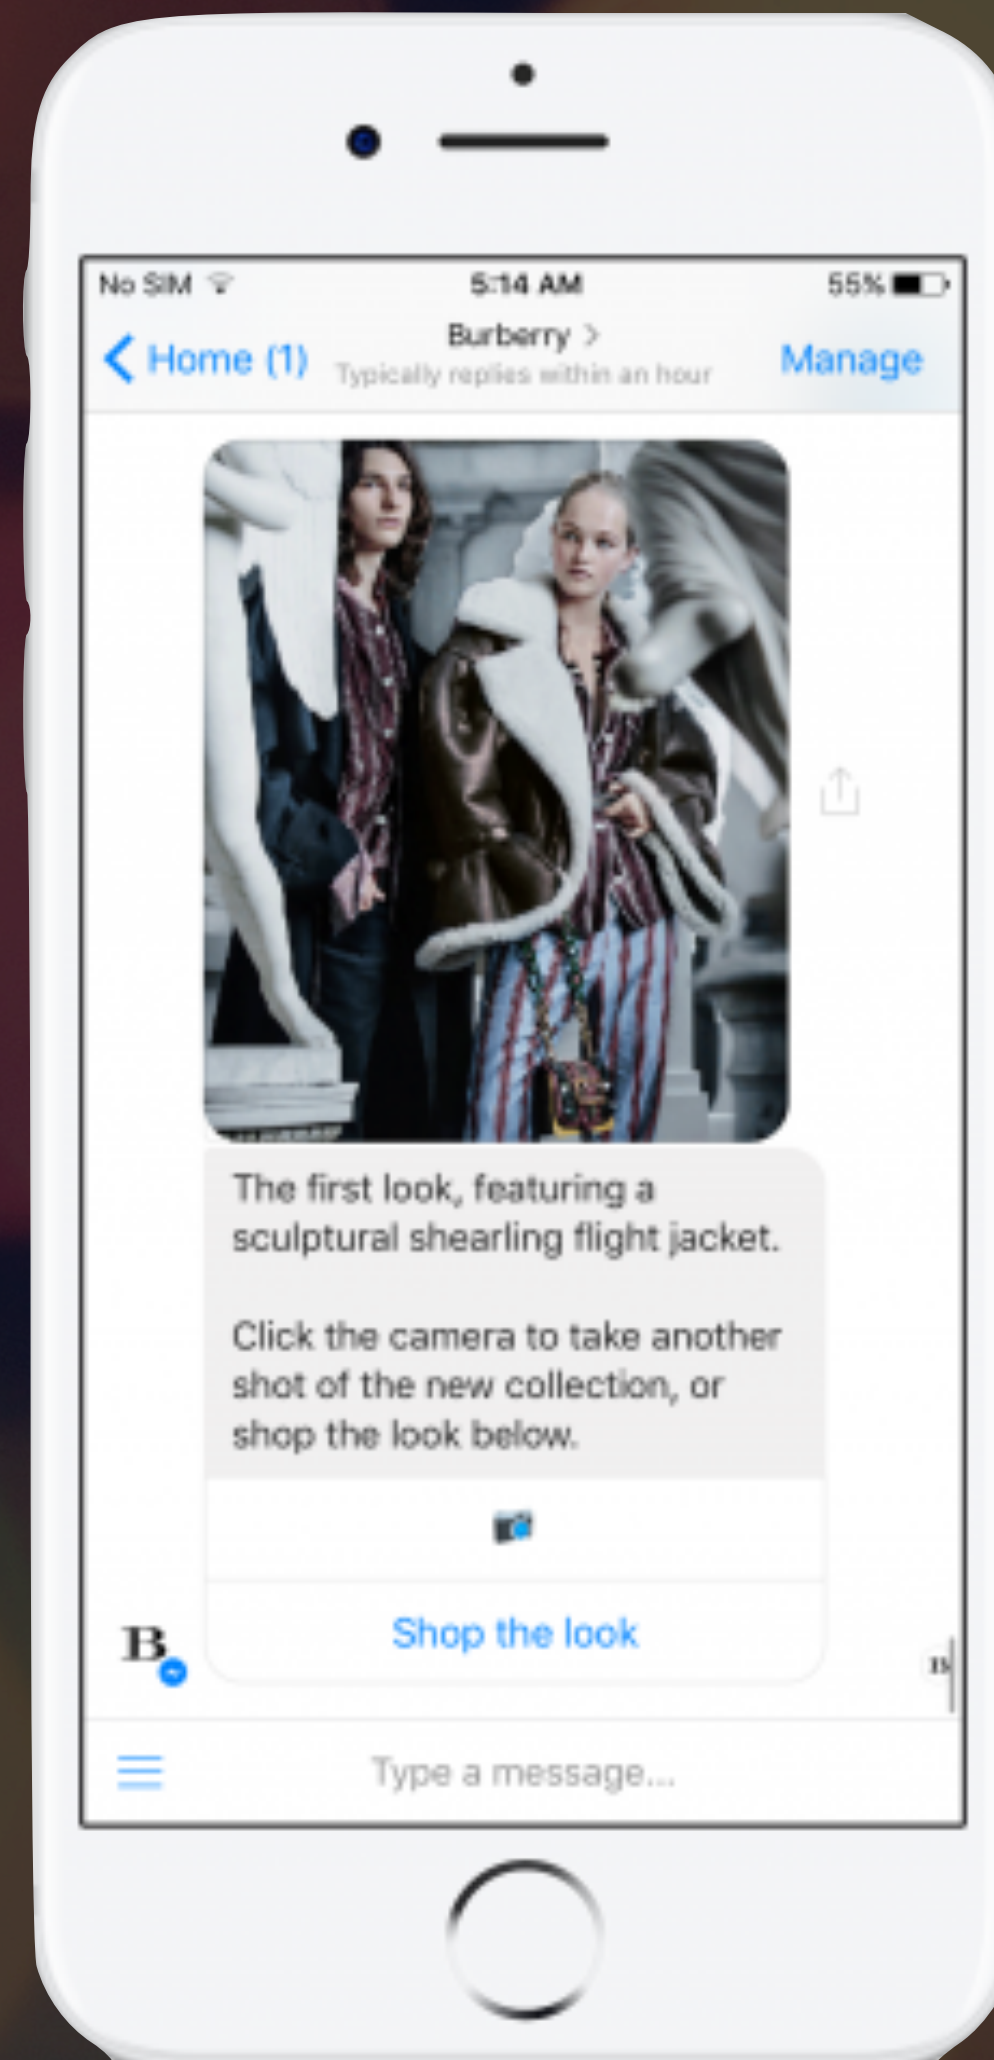 No SIM
5:14 AM
55%
Home (1)
Burberry
Typically replies within an hour
Manage
The first look, featuring a
sculptural shearling flight jacket.
Click the camera to take another
shot of the new collection, or
shop the look below.
Shop the look
B
B
Type a message...